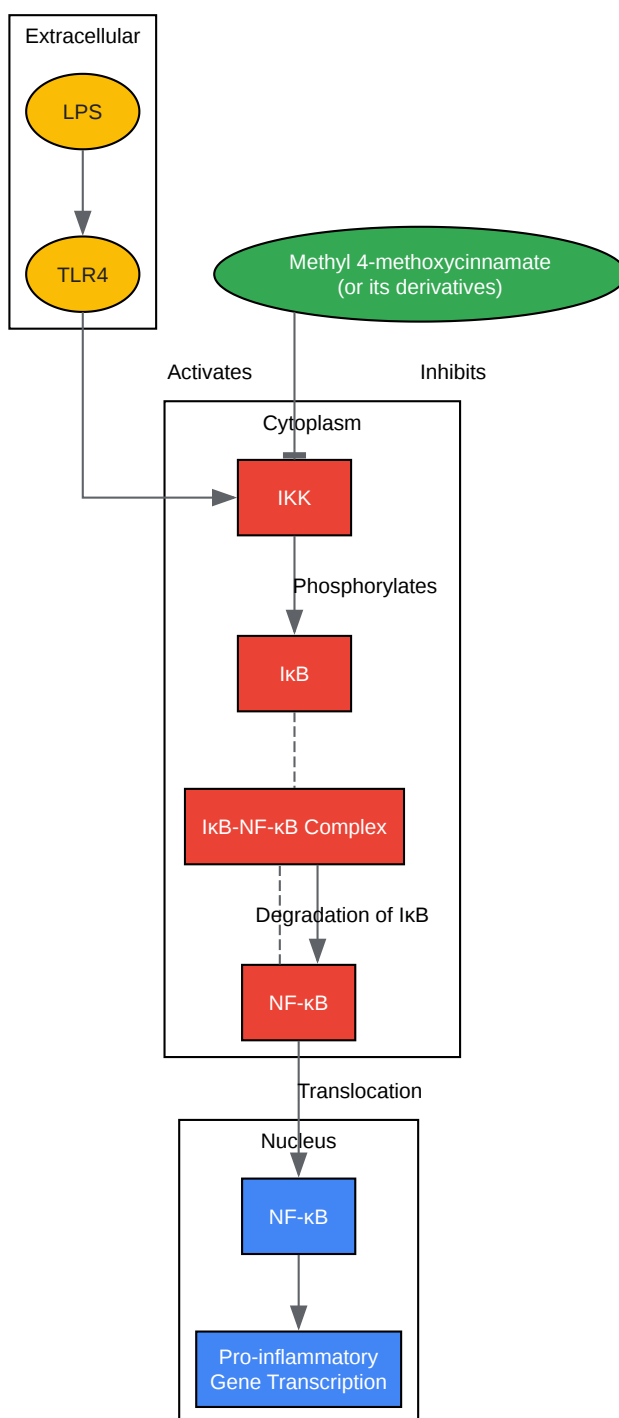 Extracellular
LPS
TLR4
Methyl 4-methoxycinnamate
(or its derivatives)
Activates
Inhibits
Cytoplasm
IKK
Phosphorylates
IκB
IκB-NF-κB Complex
Degradation of IκB
NF-κB
Translocation
Nucleus
NF-κB
Pro-inflammatory
Gene Transcription